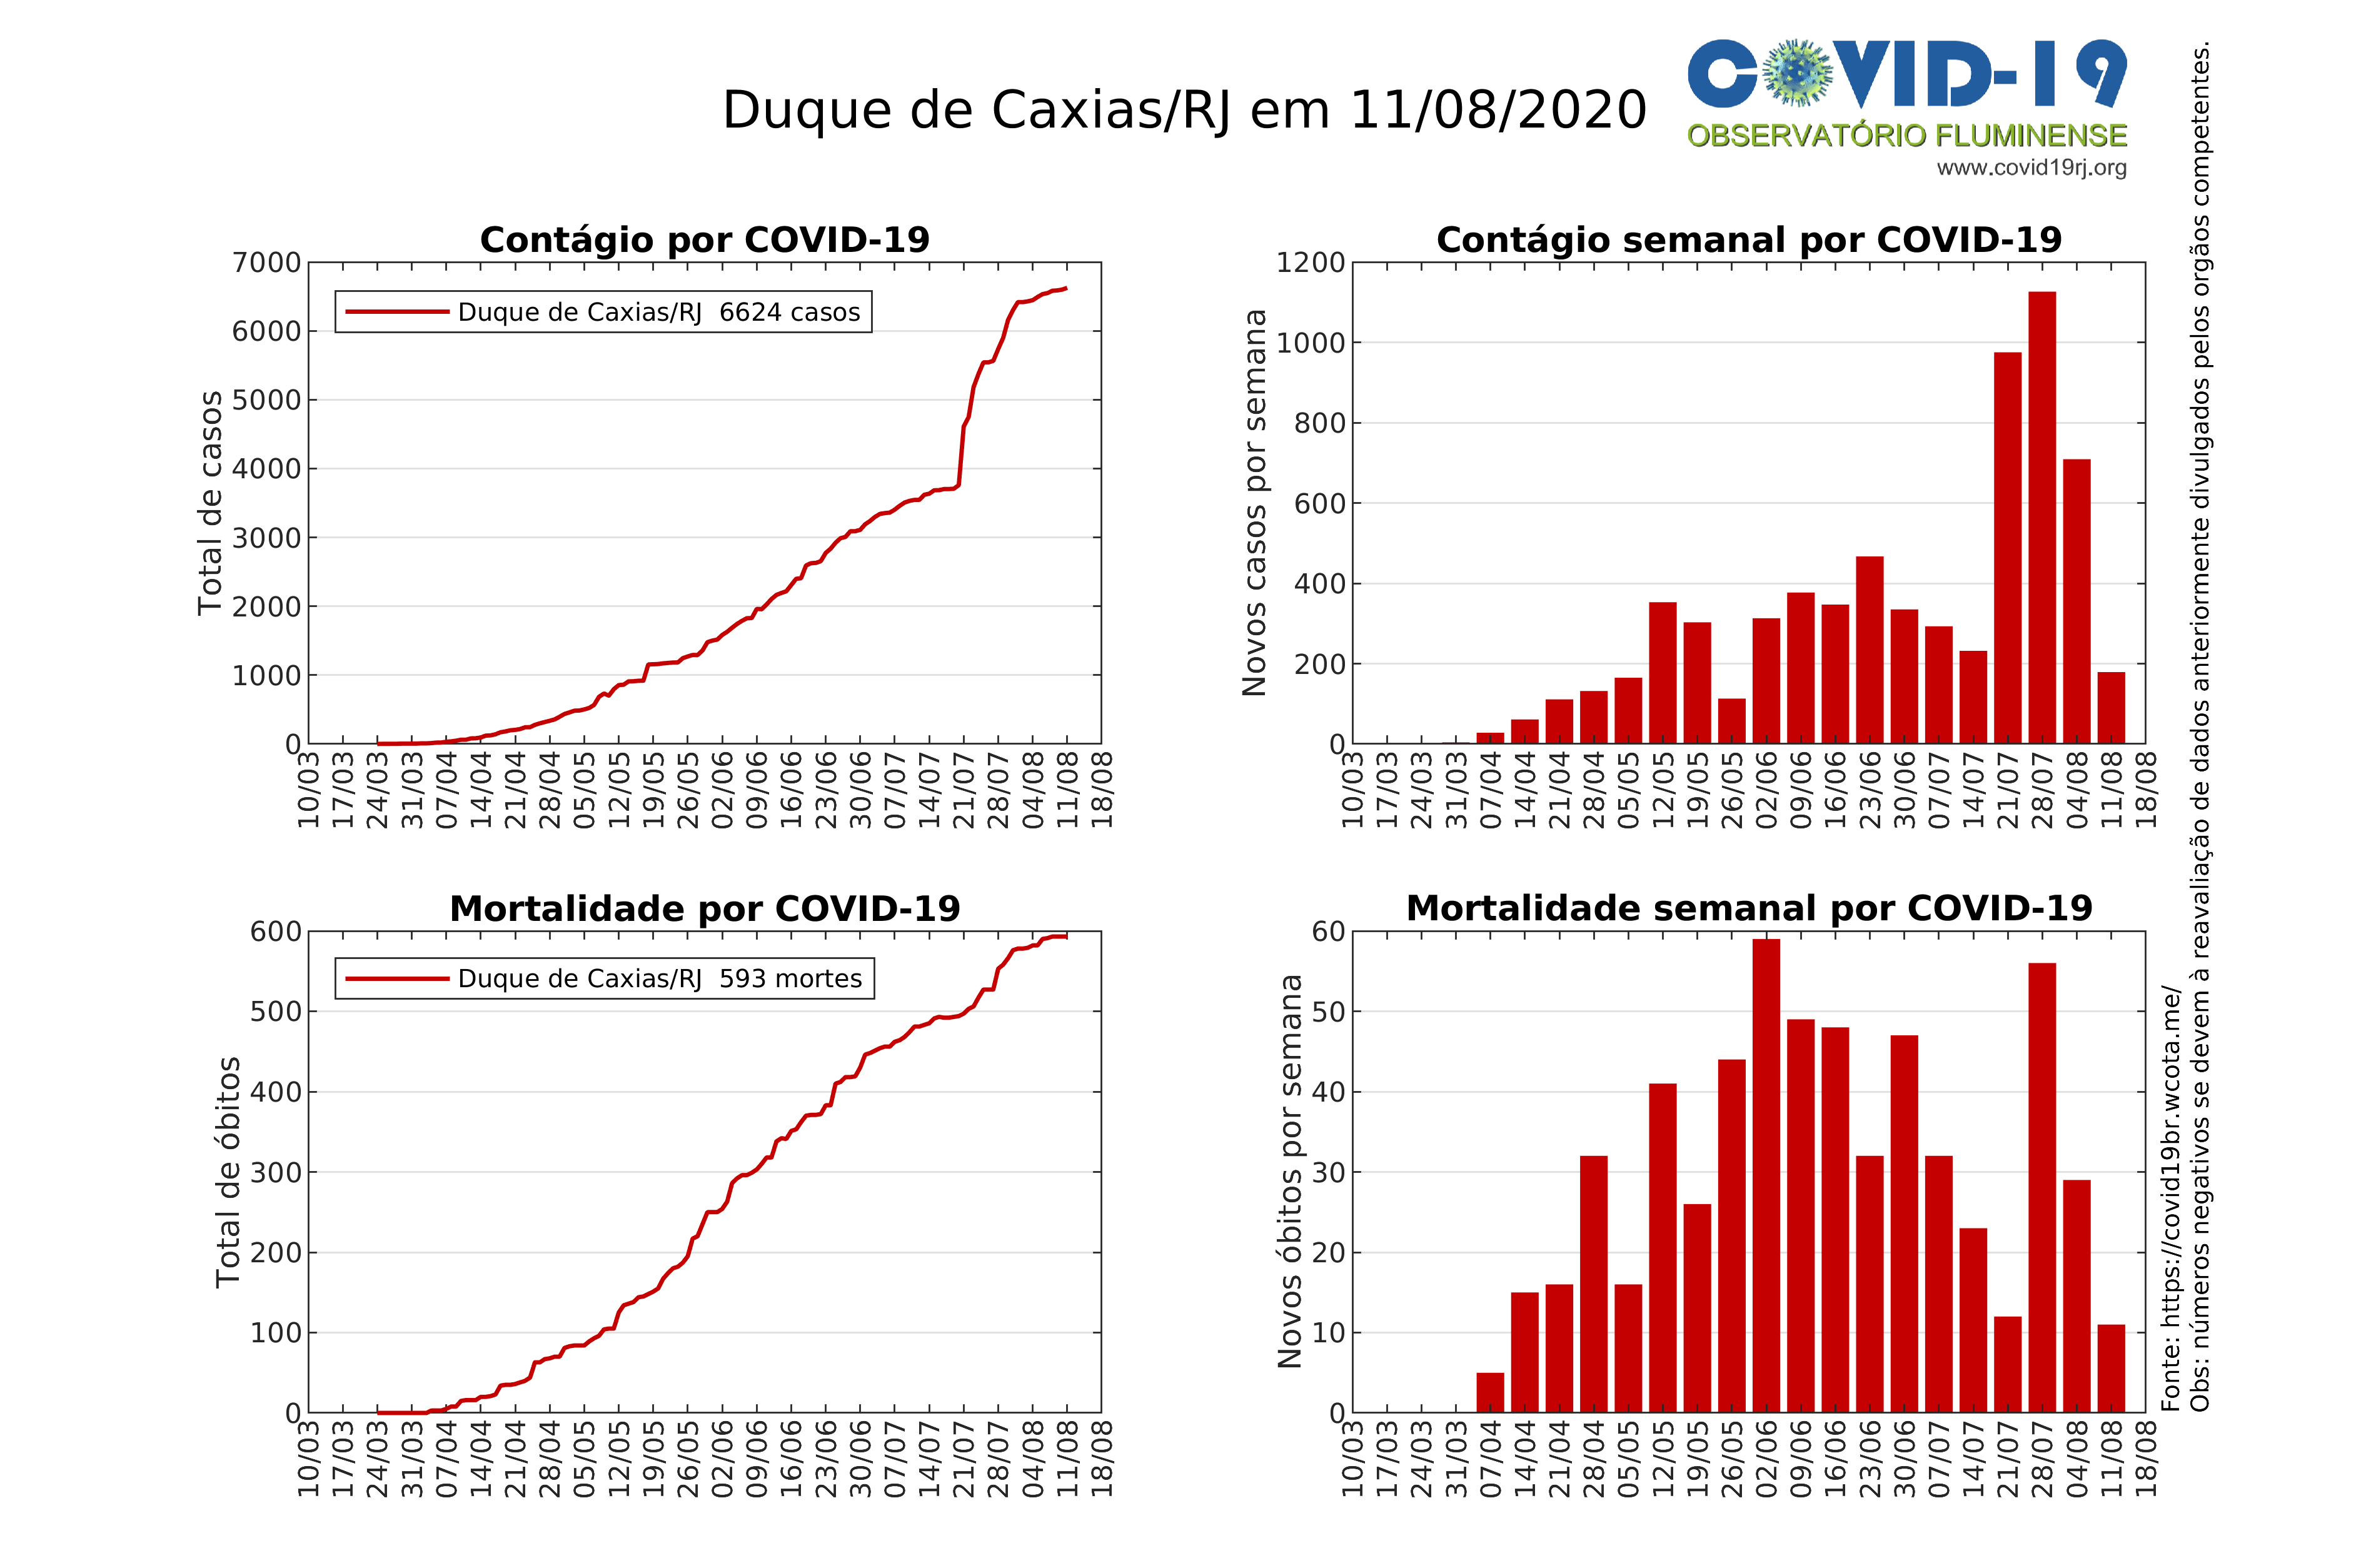 Duque de Caxias/RJ em 11/08/2020
COVID-19
OBSERVATÓRIO FLUMINENSE
www.covid19rj.org
Contágio por COVID-19
Total de casos
7000
6000
5000
4000
3000
2000
1000
0
Duque de Caxias/RJ 6624 casos
10/03 17/03 24/03 31/03 07/04 14/04 21/04 28/04 05/05 12/05 19/05 26/05 02/06 09/06 16/06 23/06 30/06 07/07 14/07 21/07 28/07 04/08 11/08 18/08
Contágio semanal por COVID-19
Novos casos por semana
1200
1000
800
600
400
200
0
10/03 17/03 24/03 31/03 07/04 14/04 21/04 28/04 05/05 12/05 19/05 26/05 02/06 09/06 16/06 23/06 30/06 07/07 14/07 21/07 28/07 04/08 11/08 18/08
Mortalidade por COVID-19
Total de óbitos
600
500
400
300
200
100
0
Duque de Caxias/RJ 593 mortes
10/03 17/03 24/03 31/03 07/04 14/04 21/04 28/04 05/05 12/05 19/05 26/05 02/06 09/06 16/06 23/06 30/06 07/07 14/07 21/07 28/07 04/08 11/08 18/08
Mortalidade semanal por COVID-19
Novos óbitos por semana
60
50
40
30
20
10
0
10/03 17/03 24/03 31/03 07/04 14/04 21/04 28/04 05/05 12/05 19/05 26/05 02/06 09/06 16/06 23/06 30/06 07/07 14/07 21/07 28/07 04/08 11/08 18/08
Fonte: https://covid19br.wcota.me/
Obs: números negativos se devem à reavaliação de dados anteriormente divulgados pelos orgãos competentes.